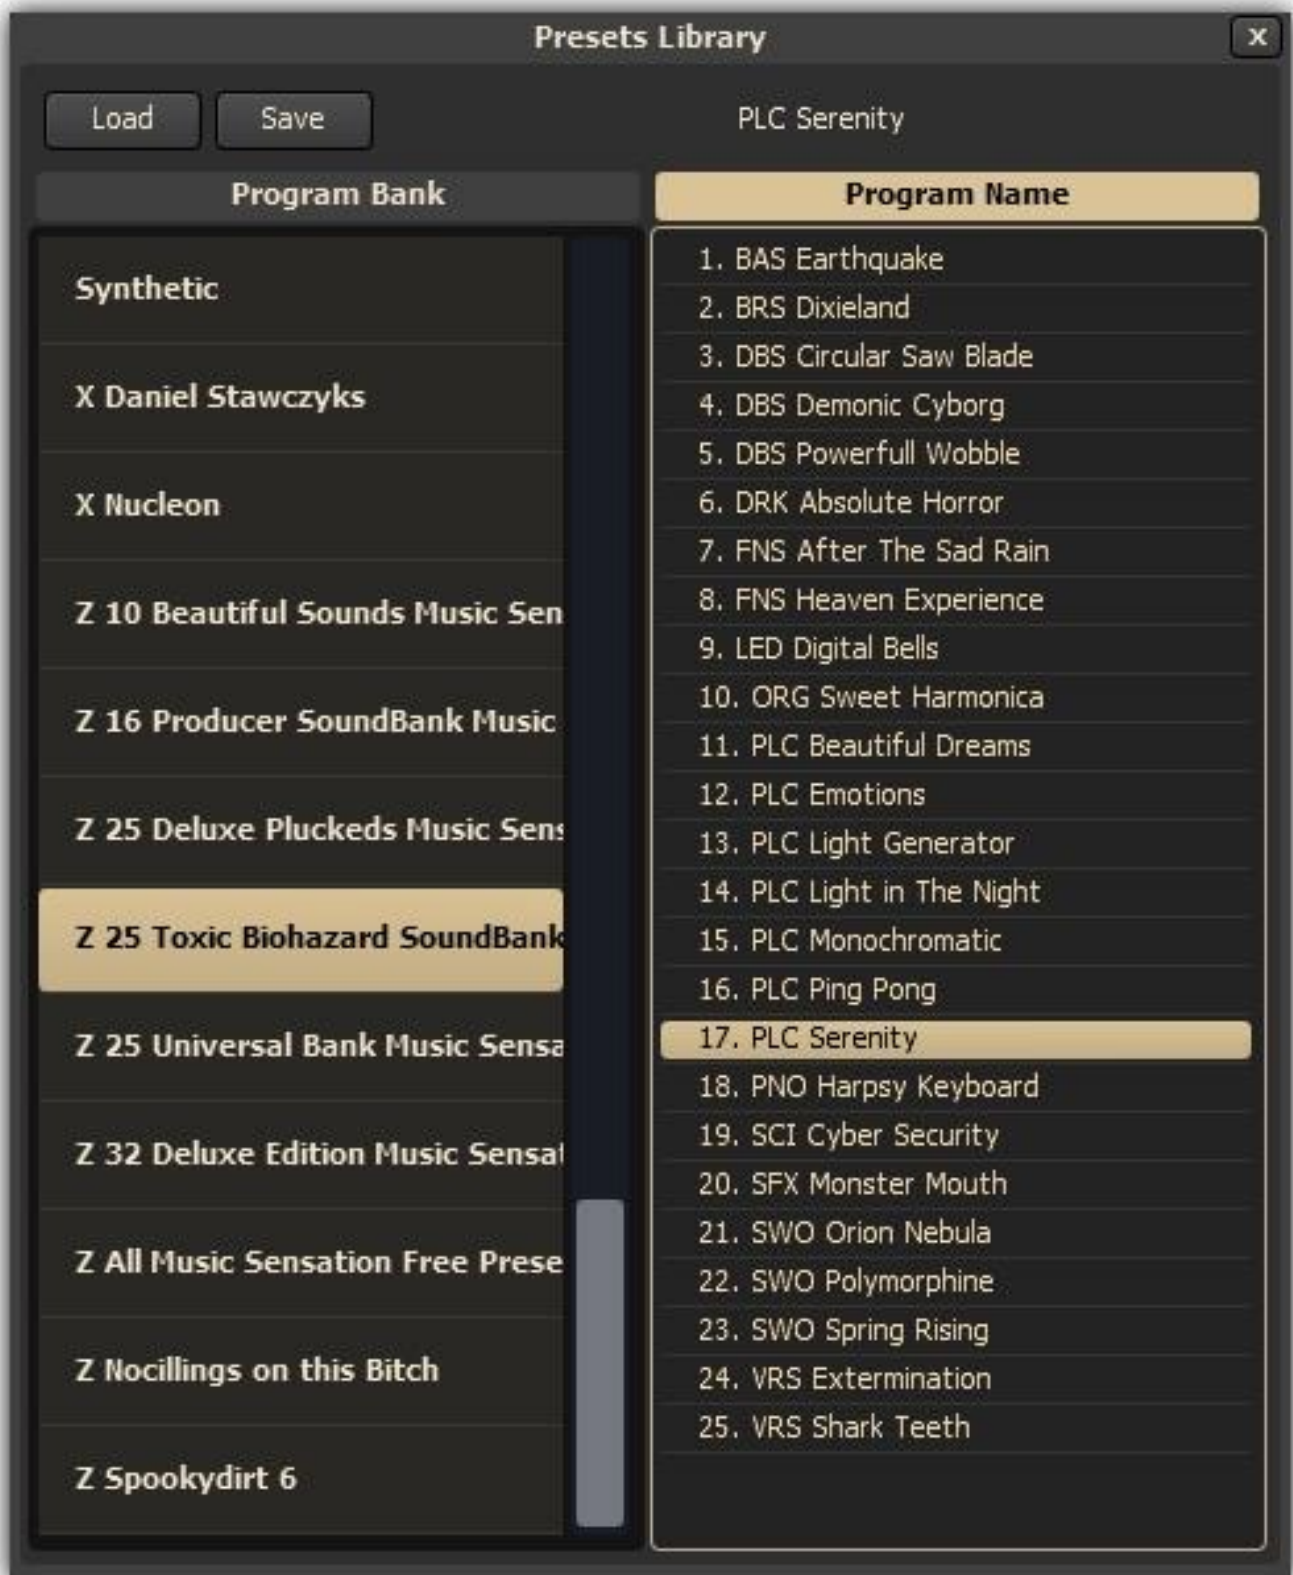 Presets Library
X
Load
Save
PLC Serenity
Program Bank
Synthetic
X Daniel Stawczyks
X Nucleon
Z 10 Beautiful Sounds Music Sen
Z 16 Producer SoundBank Music
Z 25 Deluxe Pluckeds Music Sens
Z 25 Toxic Biohazard SoundBank
Z 25 Universal Bank Music Sensa
Z 32 Deluxe Edition Music Sensat
Z All Music Sensation Free Prese
Z Nocillings on this Bitch
Z Spookydirt 6
Program Name
1. BAS Earthquake
2. BRS Dixieland
3. DBS Circular Saw Blade
4. DBS Demonic Cyborg
5. DBS Powerfull Wobble
6. DRK Absolute Horror
7. FNS After The Sad Rain
8. FNS Heaven Experience
9. LED Digital Bells
10. ORG Sweet Harmonica
11. PLC Beautiful Dreams
12. PLC Emotions
13. PLC Light Generator
14. PLC Light in The Night
15. PLC Monochromatic
16. PLC Ping Pong
17. PLC Serenity
18. PNO Harpsy Keyboard
19. SCI Cyber Security
20. SFX Monster Mouth
21. SWO Orion Nebula
22. SWO Polymorphine
23. SWO Spring Rising
24. VRS Extermination
25. VRS Shark Teeth